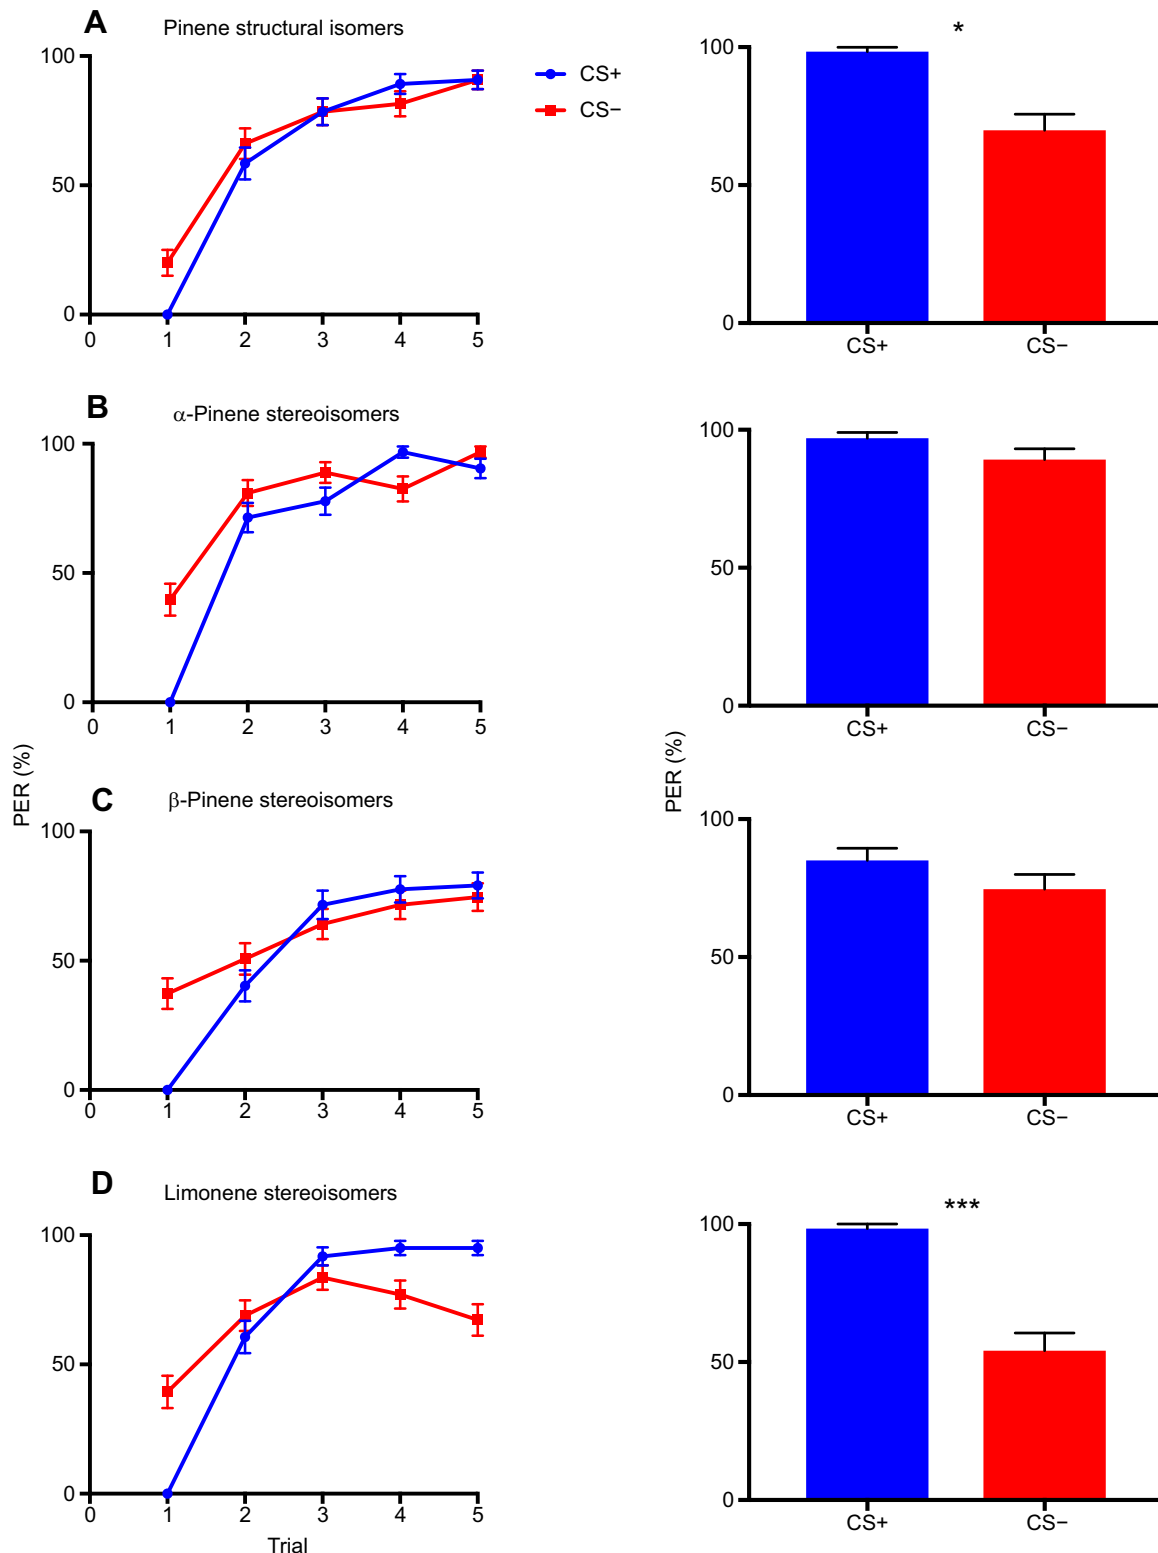 A
Pinene structural isomers
*
100
50
0
0 1 2 3 4 5
CS+
CS−
100
50
0
CS+ CS−
B
α-Pinene stereoisomers
100
50
0
0 1 2 3 4 5
100
50
0
CS+ CS−
PER (%)
PER (%)
C
β-Pinene stereoisomers
100
50
0
0 1 2 3 4 5
100
50
0
CS+ CS−
D
Limonene stereoisomers
***
100
50
0
0 1 2 3 4 5
Trial
100
50
0
CS+ CS−